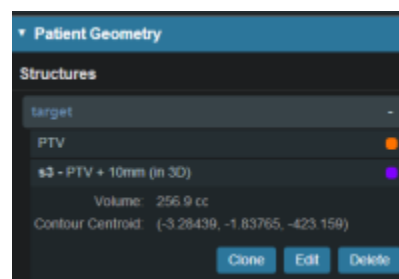 Patient Geometry
Structures
target -
PTV
s3 - PTV + 10mm (in 3D)
Volume: 256.9 cc
Contour Centroid: (-3.28439, -1.83765, -423.159)
Clone Edit Delete